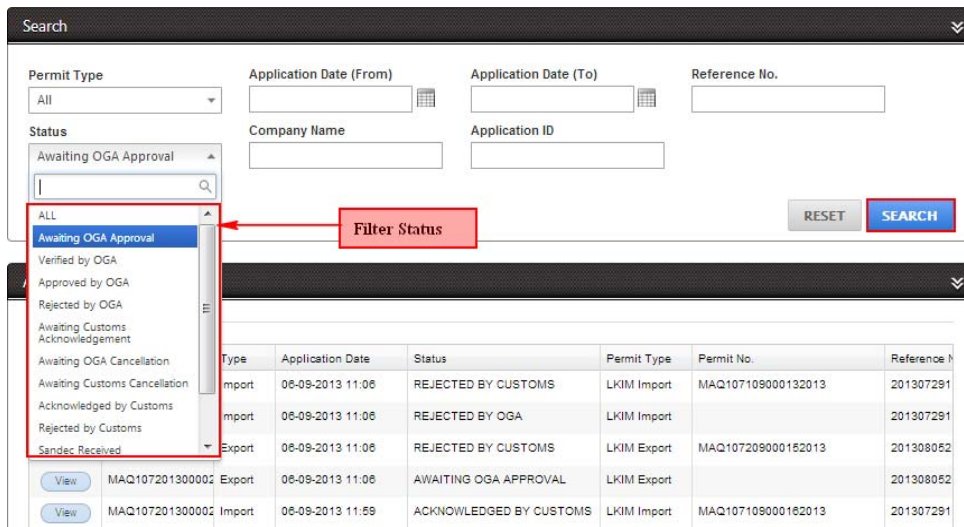 Search
Permit Type
Application Date (From)
Application Date (To)
Reference No.
All
Status
Company Name
Application ID
Awaiting OGA Approval
RESET
SEARCH
Filter Status
ALL
Awaiting OGA Approval
Verified by OGA
Approved by OGA
Rejected by OGA
Awaiting Customs
Acknowledgement
Awaiting OGA Cancellation
Awaiting Customs Cancellation
Acknowledged by Customs
Rejected by Customs
Sandec Received
Type Application Date Status Permit Type Permit No. Reference N
mport 06-09-2013 11:06 REJECTED BY CUSTOMS LKIM Import MAQ107109000132013 201307291
mport 06-09-2013 11:06 REJECTED BY OGA LKIM Import 201307291
Export 06-09-2013 11:06 REJECTED BY CUSTOMS LKIM Export MAQ107209000152013 201308052
View MAQ107201300002 Export 06-09-2013 11:06 AWAITING OGA APPROVAL LKIM Export 201308052
View MAQ107201300002 Import 06-09-2013 11:59 ACKNOWLEDGED BY CUSTOMS LKIM Import MAQ107109000162013 201307291